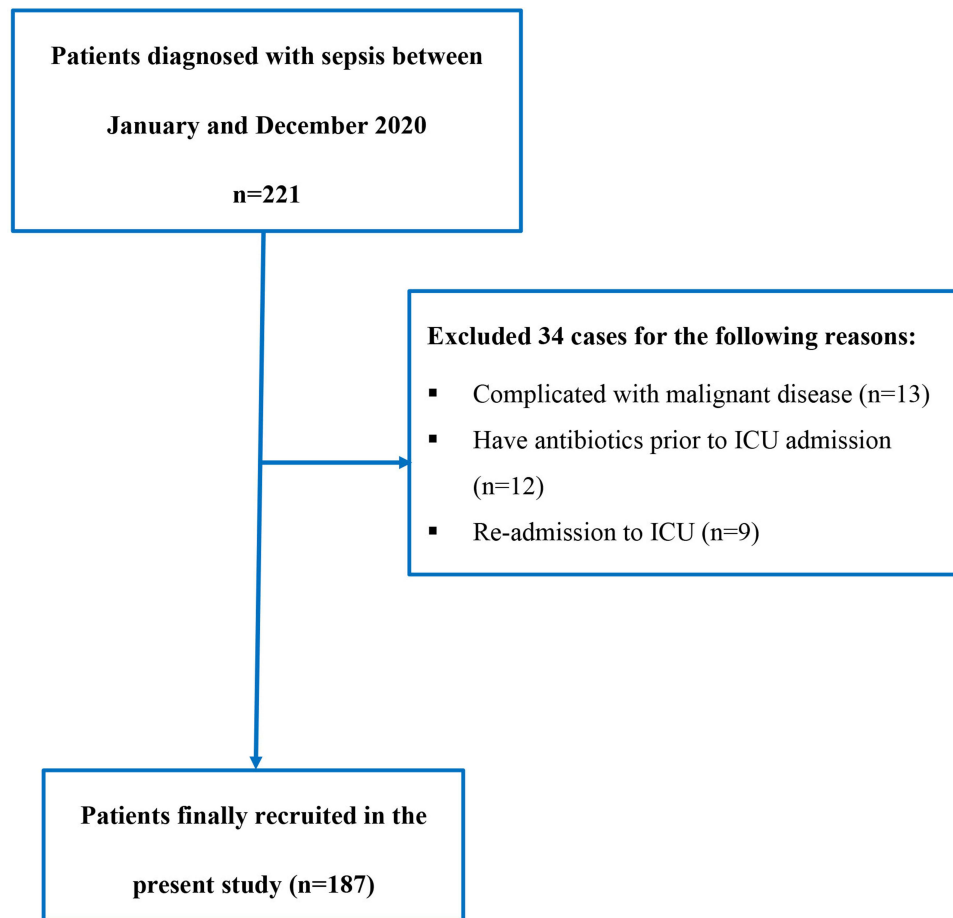 Patients diagnosed with sepsis between
January and December 2020
n=221
Excluded 34 cases for the following reasons:
▪ Complicated with malignant disease (n=13)
▪ Have antibiotics prior to ICU admission
(n=12)
▪ Re-admission to ICU (n=9)
Patients finally recruited in the
present study (n=187)